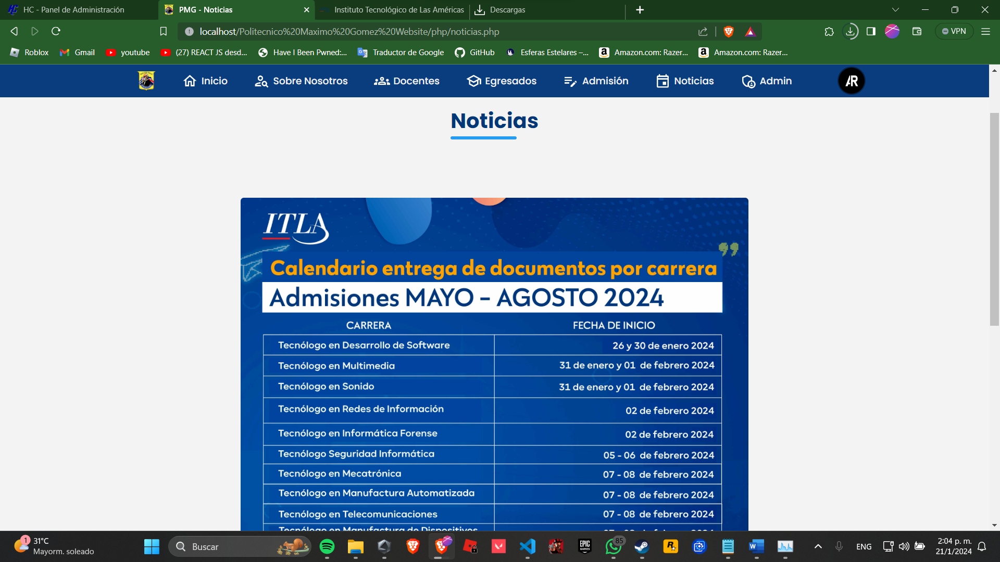 HC - Panel de Administración
PMG - Noticias
Instituto Tecnológico de Las Américas
Descargas
localhost/Politecnico%20Maximo%20Gomez%20Website/php/noticias.php
VPN
Roblox
Gmail
youtube
(27) REACT JS desd...
Have I Been Pwned:...
Traductor de Google
GitHub
Esferas Estelares –...
Amazon.com: Razer...
Amazon.com: Razer...
Inicio
Sobre Nosotros
Docentes
Egresados
Admisión
Noticias
Admin
AR
Noticias
ITLA
Calendario entrega de documentos por carrera
Admisiones MAYO - AGOSTO 2024
CARRERA FECHA DE INICIO
Tecnólogo en Desarrollo de Software 26 y 30 de enero 2024
Tecnólogo en Multimedia 31 de enero y 01 de febrero 2024
Tecnólogo en Sonido 31 de enero y 01 de febrero 2024
Tecnólogo en Redes de Información 02 de febrero 2024
Tecnólogo en Informática Forense 02 de febrero 2024
Tecnólogo Seguridad Informática 05 - 06 de febrero 2024
Tecnólogo en Mecatrónica 07 - 08 de febrero 2024
Tecnólogo en Manufactura Automatizada 07 - 08 de febrero 2024
Tecnólogo en Telecomunicaciones 07 - 08 de febrero 2024
Tecnólogo en Manufactura de Dispositivos
1
31°C
Mayorm. soleado
Buscar
EPIC
GAMES
85
ENG
2:04 p. m.
21/1/2024